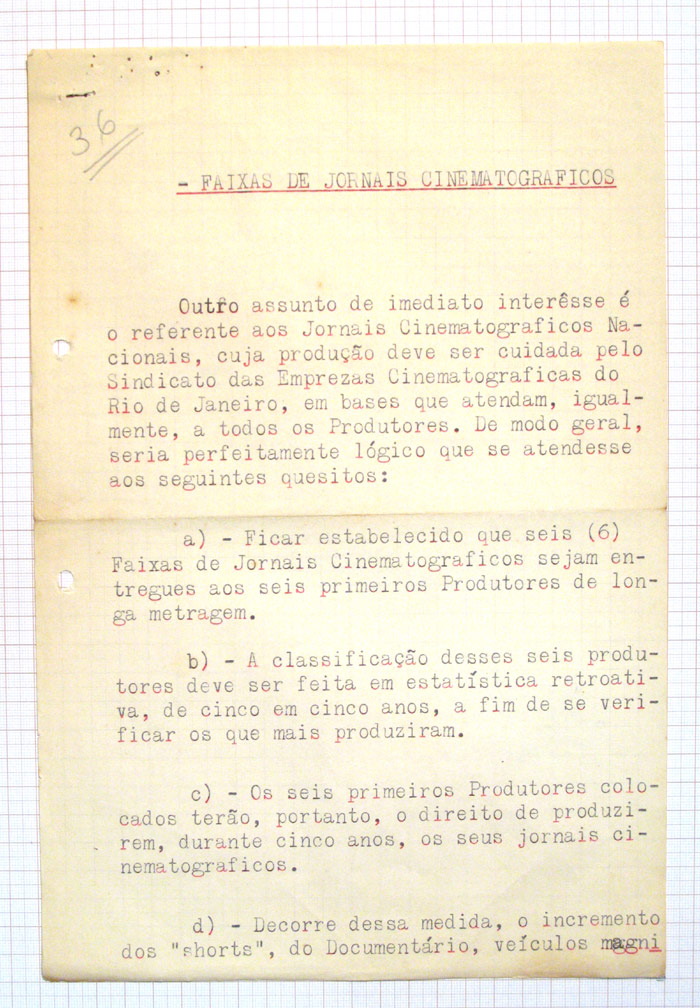 36
- FAIXAS DE JORNAIS CINEMATOGRAFICOS
Outro assunto de imediato interêsse é
o referente aos Jornais Cinematograficos Na-
cionais, cuja produção deve ser cuidada pelo
Sindicato das Emprezas Cinematograficas do
Rio de Janeiro, em bases que atendam, igual-
mente, a todos os Produtores. De modo geral,
seria perfeitamente lógico que se atendesse
aos seguintes quesitos:
a) - Ficar estabelecido que seis (6)
Faixas de Jornais Cinematograficos sejam en-
tregues aos seis primeiros Produtores de lon-
ga metragem.
b) - A classificação desses seis produ-
tores deve ser feita em estatística retroati-
va, de cinco em cinco anos, a fim de se veri-
ficar os que mais produziram.
c) - Os seis primeiros Produtores colo-
cados terão, portanto, o direito de produzi-
rem, durante cinco anos, os seus jornais ci-
nematograficos.
d) - Decorre dessa medida, o incremento
dos "shorts", do Documentário, veículos magni